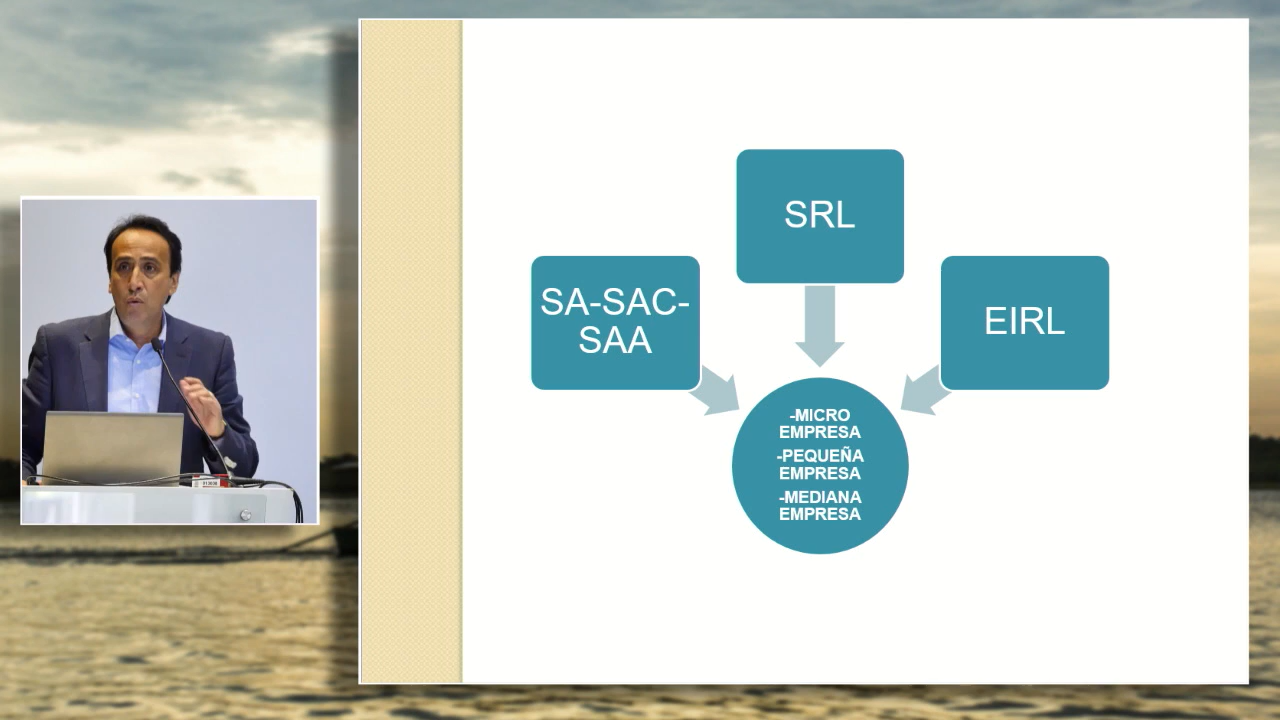 SRL
SA-SAC-
SAA
EIRL
-MICRO
EMPRESA
-PEQUEÑA
EMPRESA
-MEDIANA
EMPRESA